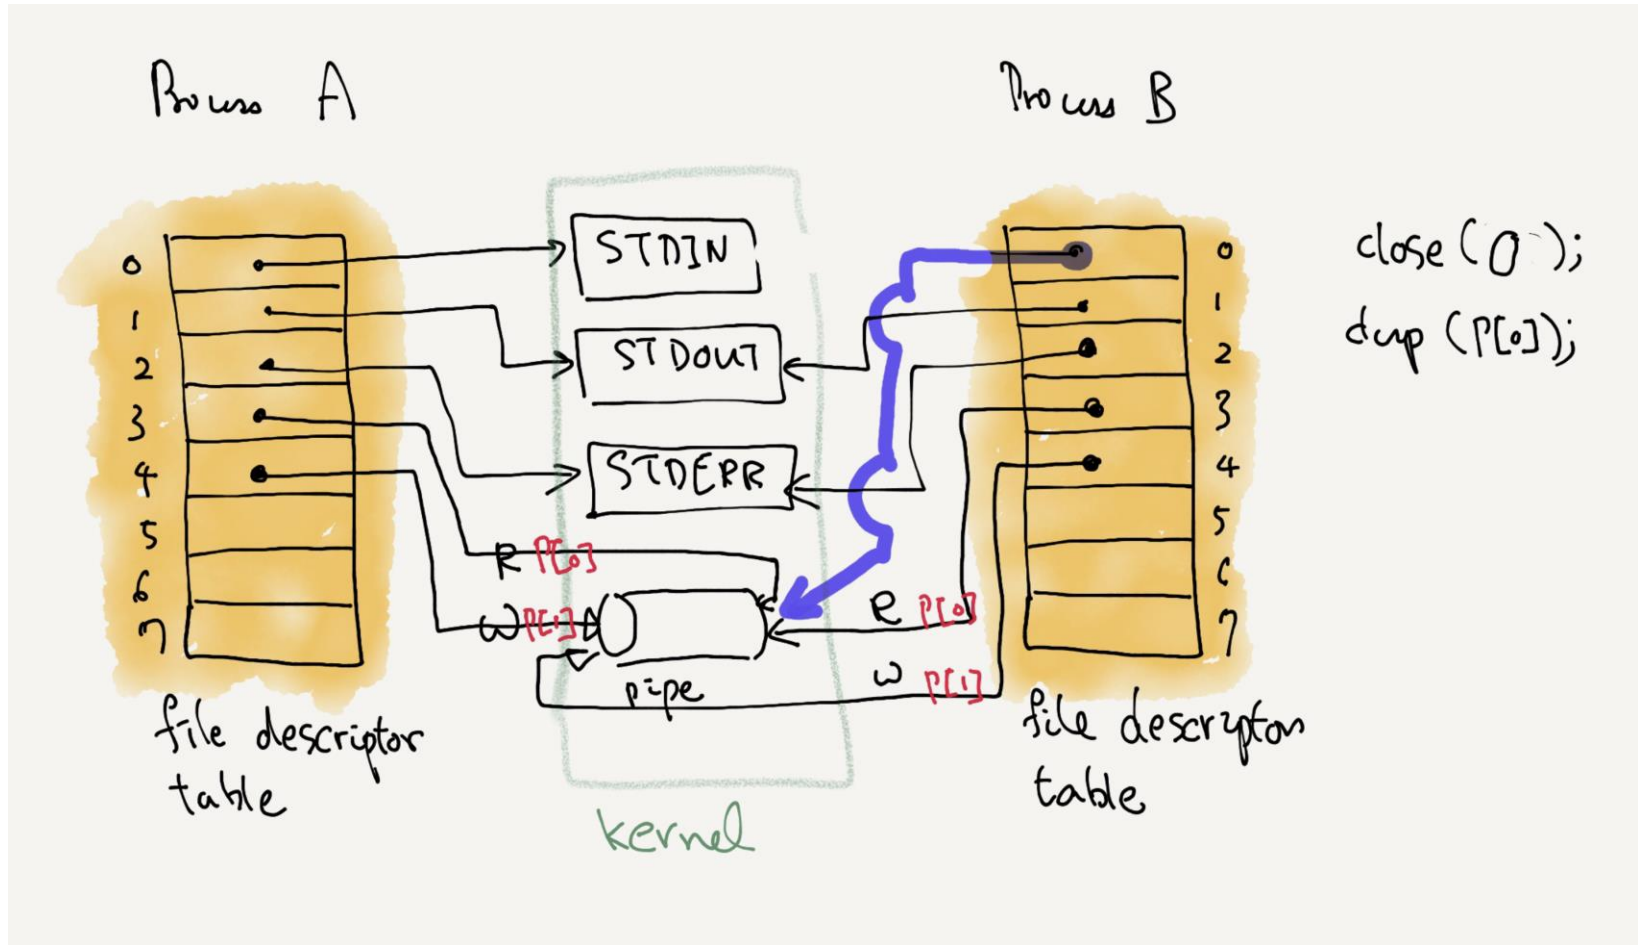 Process A
Process B
0
1
2
3
4
5
6
7
STDIN
STDOUT
STDERR
R P[0]
W P[1]
pipe
R P[0]
W P[1]
0
1
2
3
4
5
6
7
close (0);
dup (P[0]);
file descriptor
table
file descriptor
table
kernel